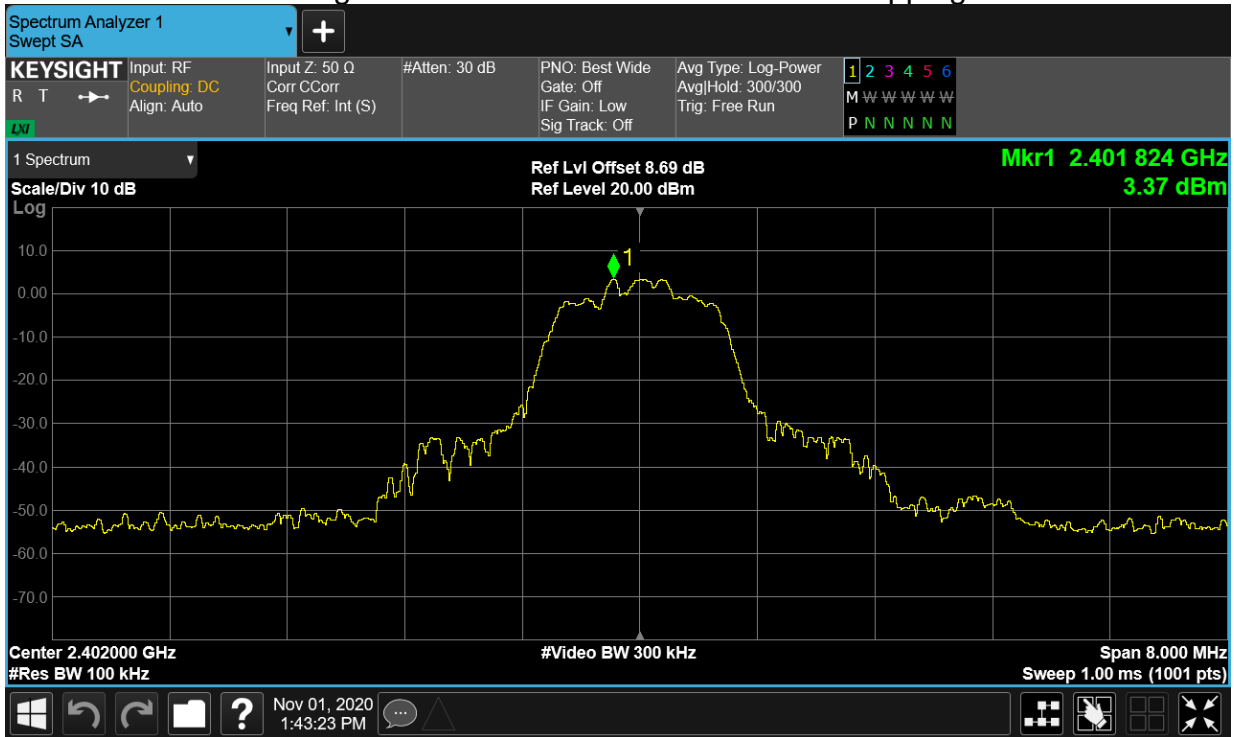 Spectrum Analyzer 1
Swept SA
+
KEYSIGHT
R T
LXI
Input: RF
Coupling: DC
Align: Auto
Input Z: 50 Ω
Corr CCorr
Freq Ref: Int (S)
#Atten: 30 dB
PNO: Best Wide
Gate: Off
IF Gain: Low
Sig Track: Off
Avg Type: Log-Power
Avg|Hold: 300/300
Trig: Free Run
1 2 3 4 5 6
M W W W W W
P N N N N N
1 Spectrum
Scale/Div 10 dB
Log
Ref Lvl Offset 8.69 dB
Ref Level 20.00 dBm
Mkr1 2.401 824 GHz
3.37 dBm
1
10.0
0.00
-10.0
-20.0
-30.0
-40.0
-50.0
-60.0
-70.0
Center 2.402000 GHz
#Res BW 100 kHz
#Video BW 300 kHz
Span 8.000 MHz
Sweep 1.00 ms (1001 pts)
?
Nov 01, 2020
1:43:23 PM